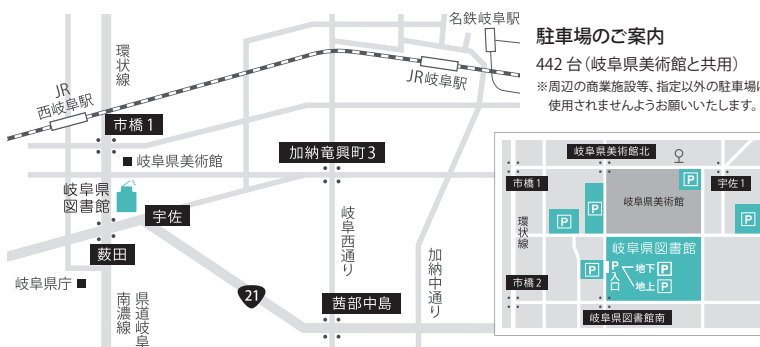 名鉄岐阜駅
環状線
JR
西岐阜駅
JR岐阜駅
市橋1
岐阜県美術館
加納竜興町3
岐阜県
図書館
宇佐
薮田
岐阜西通り
加納中通り
岐阜県庁
21
茜部中島
県道岐阜
南濃線
駐車場のご案内
442台(岐阜県美術館と共用)
※周辺の商業施設等、指定以外の駐車場に
使用されませんようお願いいたします。
岐阜県美術館北
市橋1
P
宇佐1
岐阜県美術館
P
P
P
環状線
岐阜県図書館
P
P入口
地下P
地上P
市橋2
岐阜県図書館南